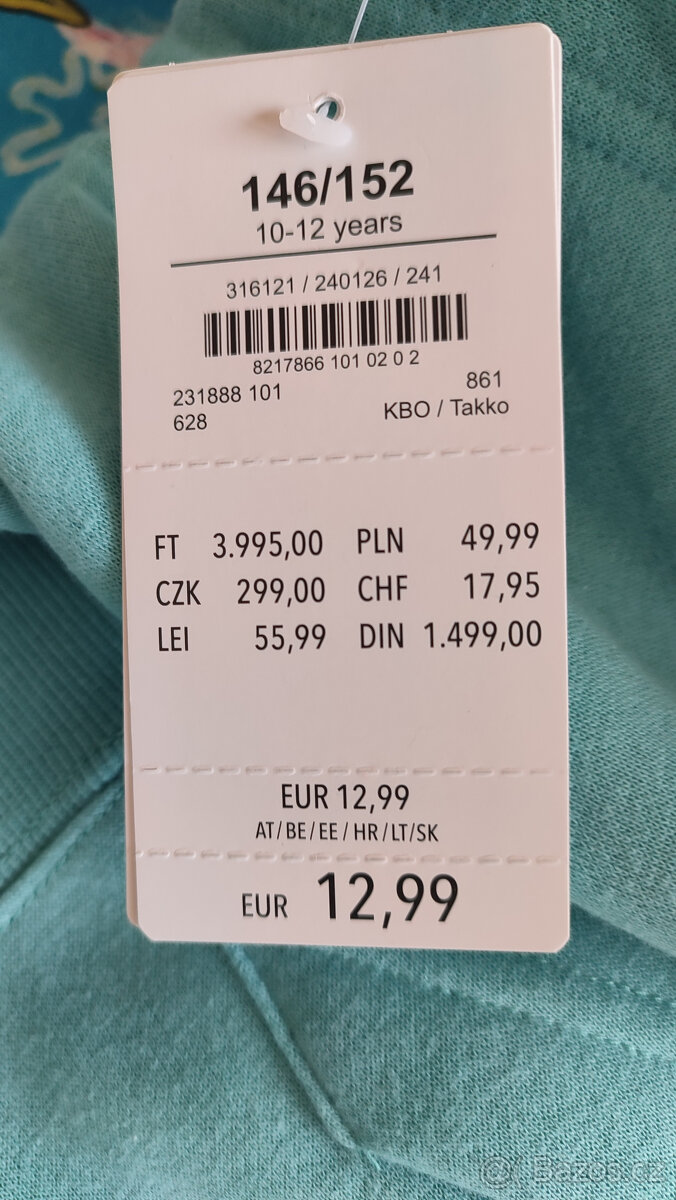 146/152
10-12 years
316121 / 240126 / 241
8217866 101 02 0 2
231888 101 861
628 KBO / Takko
FT 3.995,00 PLN 49,99
CZK 299,00 CHF 17,95
LEI 55,99 DIN 1.499,00
EUR 12,99
AT/BE/EE/HR/LT/SK
EUR 12,99
Bazos.cz